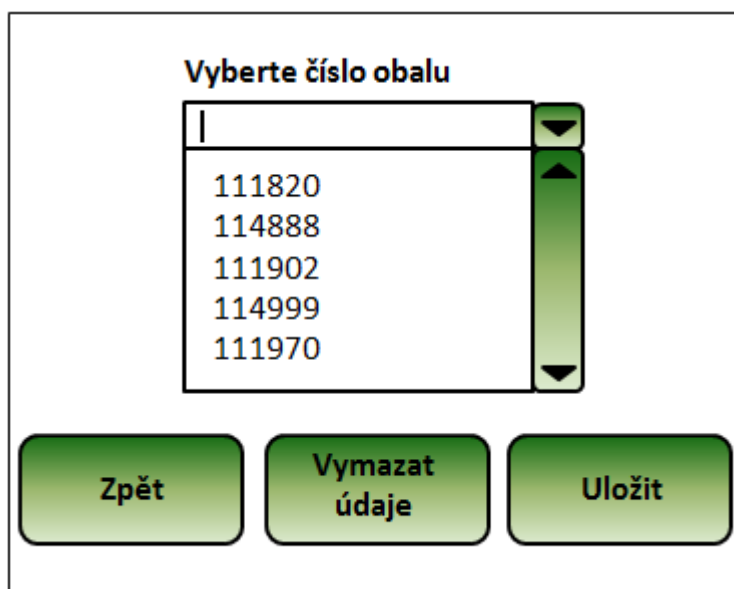 Vyberte číslo obalu
111820
114888
111902
114999
111970
Zpět
Vymazat
údaje
Uložit